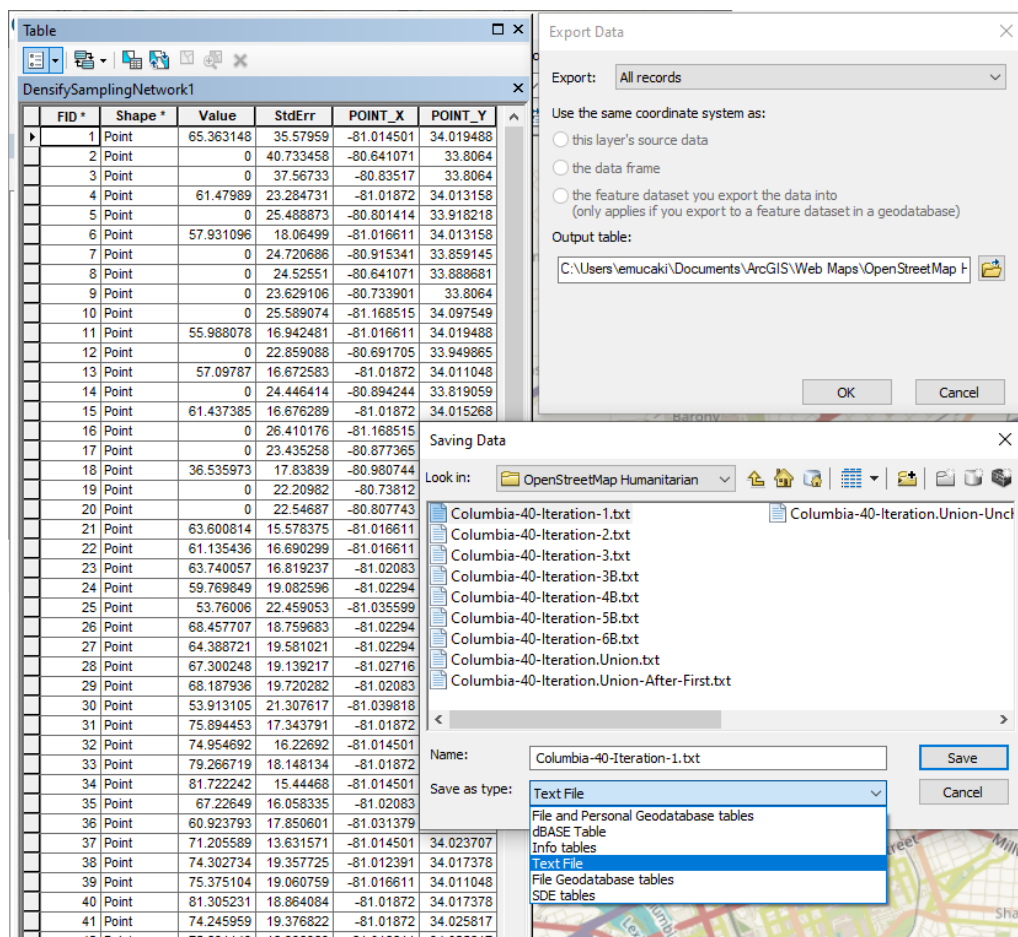 Table
DensifySamplingNetwork1
FID * Shape * Value StdErr POINT_X POINT_Y
1 Point 65.363148 35.57959 -81.014501 34.019488
2 Point 0 40.733458 -80.641071 33.8064
3 Point 0 37.56733 -80.83517 33.8064
4 Point 61.47989 23.284731 -81.01872 34.013158
5 Point 0 25.488873 -80.801414 33.918218
6 Point 57.931096 18.06499 -81.016611 34.013158
7 Point 0 24.720686 -80.915341 33.859145
8 Point 0 24.52551 -80.641071 33.888681
9 Point 0 23.629106 -80.733901 33.8064
10 Point 0 25.589074 -81.168515 34.097549
11 Point 55.988078 16.942481 -81.016611 34.019488
12 Point 0 22.859088 -80.691705 33.949865
13 Point 57.09787 16.672583 -81.01872 34.011048
14 Point 0 24.446414 -80.894244 33.819059
15 Point 61.437385 16.676289 -81.01872 34.015268
16 Point 0 26.410176 -81.168515
17 Point 0 23.435258 -80.877365
18 Point 36.535973 17.83839 -80.980744
19 Point 0 22.20982 -80.73812
20 Point 0 22.54687 -80.807743
21 Point 63.600814 15.578375 -81.016611
22 Point 61.135436 16.690299 -81.016611
23 Point 63.740057 16.819237 -81.02083
24 Point 59.769849 19.082596 -81.02294
25 Point 53.76006 22.459053 -81.035599
26 Point 68.457707 18.759683 -81.02294
27 Point 64.388721 19.581021 -81.02294
28 Point 67.300248 19.139217 -81.02716
29 Point 68.187936 19.720282 -81.02083
30 Point 53.913105 21.307617 -81.039818
31 Point 75.894453 17.343791 -81.01872
32 Point 74.954692 16.22692 -81.014501
33 Point 79.266719 18.148134 -81.01872
34 Point 81.722242 15.44468 -81.014501
35 Point 67.22649 16.058335 -81.02083
36 Point 60.923793 17.850601 -81.031379
37 Point 71.205589 13.631571 -81.014501 34.023707
38 Point 74.302734 19.357725 -81.012391 34.017378
39 Point 75.375104 19.060759 -81.016611 34.011048
40 Point 81.305231 18.864084 -81.01872 34.017378
41 Point 74.245959 19.376822 -81.01872 34.025817
Export Data
Export: All records
Use the same coordinate system as:
this layer's source data
the data frame
the feature dataset you export the data into
(only applies if you export to a feature dataset in a geodatabase)
Output table:
C:\Users\emucaki\Documents\ArcGIS\Web Maps\OpenStreetMap H
OK Cancel
Barony
Saving Data
Look in: OpenStreetMap Humanitarian
Columbia-40-Iteration-1.txt Columbia-40-Iteration.Union-Uncl
Columbia-40-Iteration-2.txt
Columbia-40-Iteration-3.txt
Columbia-40-Iteration-3B.txt
Columbia-40-Iteration-4B.txt
Columbia-40-Iteration-5B.txt
Columbia-40-Iteration-6B.txt
Columbia-40-Iteration.Union.txt
Columbia-40-Iteration.Union-After-First.txt
Name: Columbia-40-Iteration-1.txt Save
Save as type: Text File Cancel
File and Personal Geodatabase tables
dBASE Table
Info tables
Text File
File Geodatabase tables
SDE tables